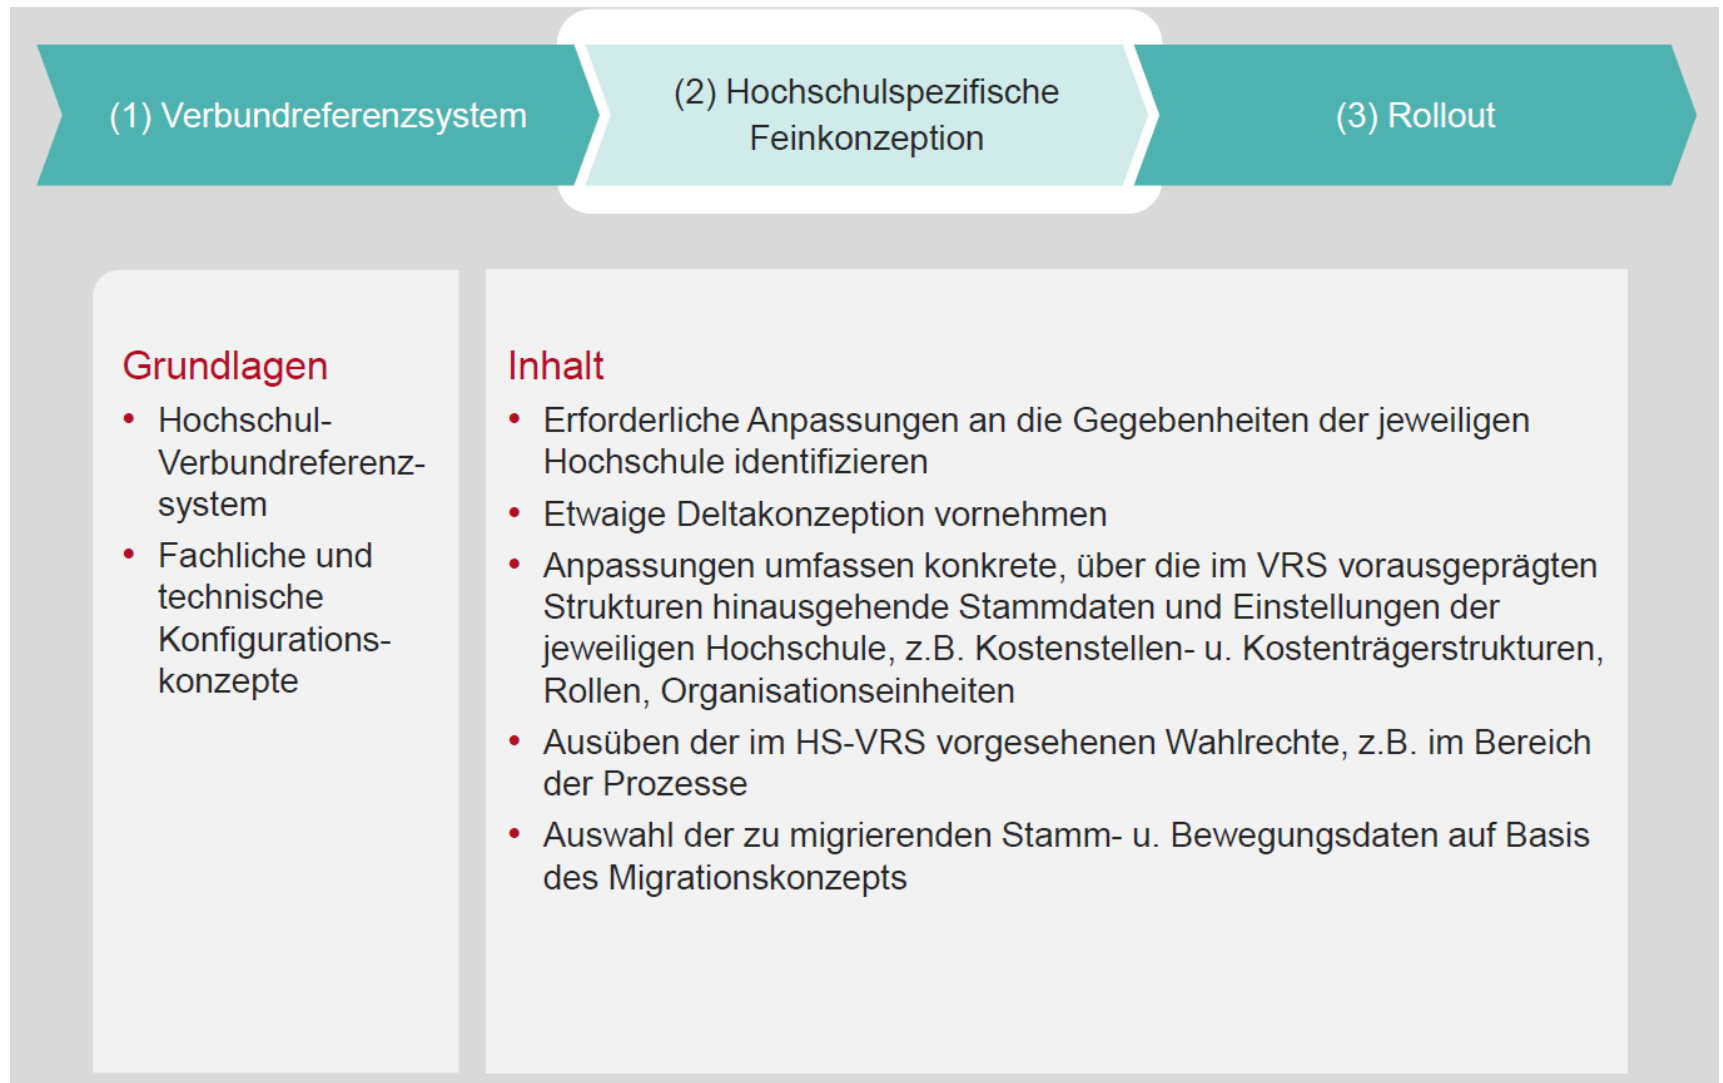 (1) Verbundreferenzsystem
(2) Hochschulspezifische
Feinkonzeption
(3) Rollout
Grundlagen
• Hochschul-
Verbundreferenz-
system
• Fachliche und
technische
Konfigurations-
konzepte
Inhalt
• Erforderliche Anpassungen an die Gegebenheiten der jeweiligen
Hochschule identifizieren
• Etwaige Deltakonzeption vornehmen
• Anpassungen umfassen konkrete, über die im VRS vorausgeprägten
Strukturen hinausgehende Stammdaten und Einstellungen der
jeweiligen Hochschule, z.B. Kostenstellen- u. Kostenträgerstrukturen,
Rollen, Organisationseinheiten
• Ausüben der im HS-VRS vorgesehenen Wahlrechte, z.B. im Bereich
der Prozesse
• Auswahl der zu migrierenden Stamm- u. Bewegungsdaten auf Basis
des Migrationskonzepts